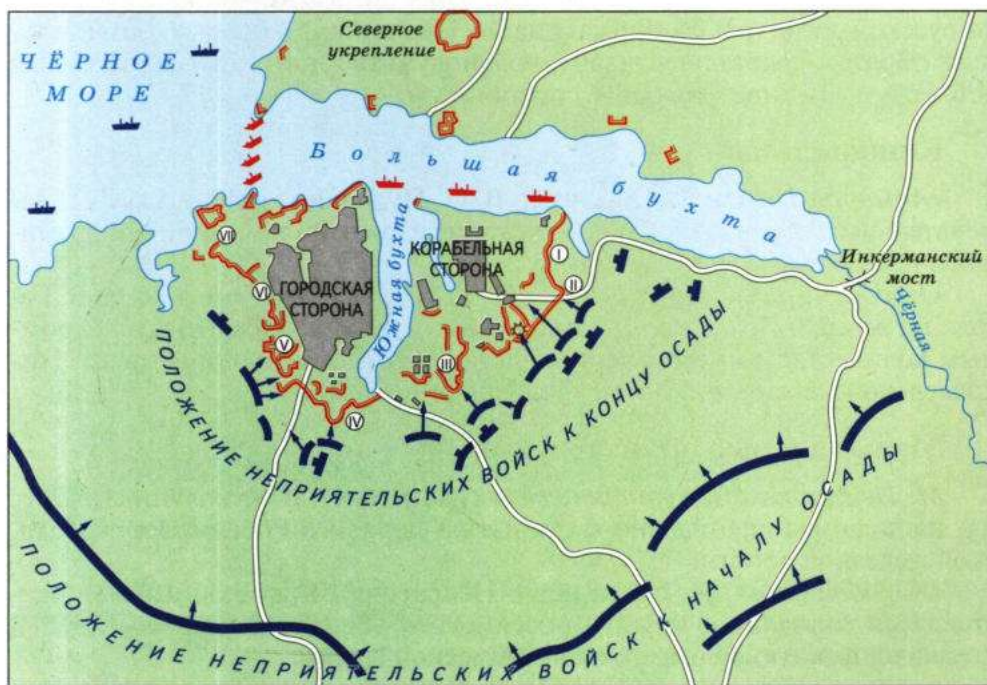 Северное
укрепление
ЧЁРНОЕ
МОРЕ
Большая бухта
Южная бухта
КОРАБЕЛЬНАЯ
СТОРОНА
ГОРОДСКАЯ
СТОРОНА
Инкерманский
мост
Чёрная
I
II
III
IV
V
VI
VII
ПОЛОЖЕНИЕ НЕПРИЯТЕЛЬСКИХ ВОЙСК К КОНЦУ ОСАДЫ
ПОЛОЖЕНИЕ НЕПРИЯТЕЛЬСКИХ ВОЙСК К НАЧАЛУ ОСАДЫ